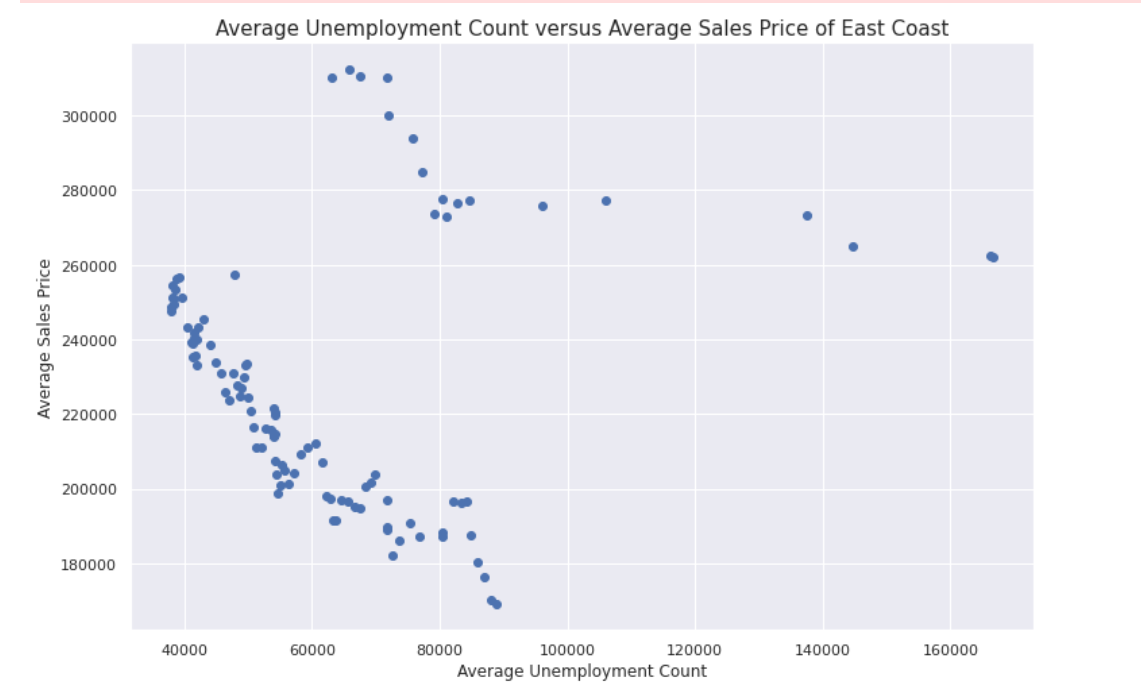 Average Unemployment Count versus Average Sales Price of East Coast
300000
280000
260000
240000
220000
200000
180000
Average Sales Price
40000 60000 80000 100000 120000 140000 160000
Average Unemployment Count